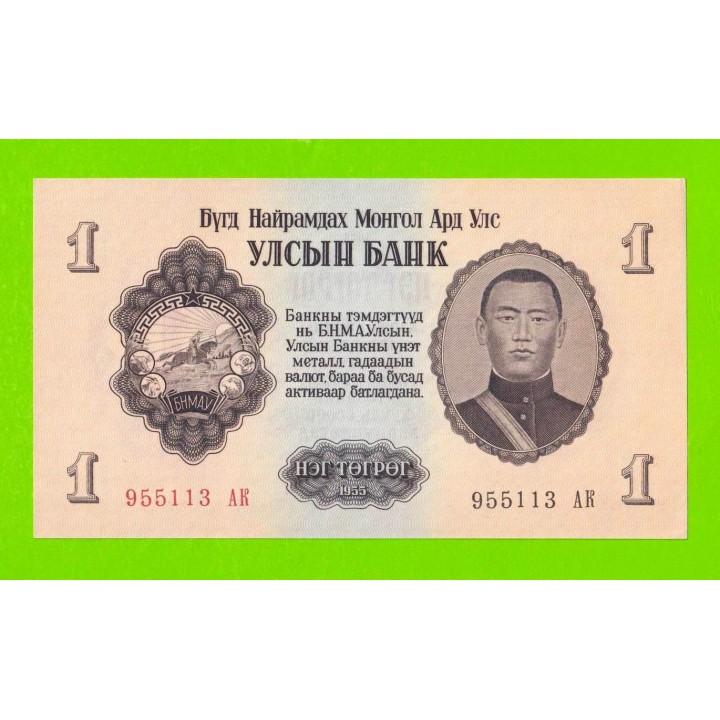 Бүгд Найрамдах Монгол Ард Улс
УЛСЫН БАНК
1
1
Банкны тэмдэгтүүд
нь Б.Н.М.А.Улсын,
Улсын Банкны үнэт
металл, гадаадын
валют, бараа ба бусад
активаар батлагдана.
БНМАУ
НЭГ ТӨГРӨГ
1955
1
955113 АК
955113 АК
1